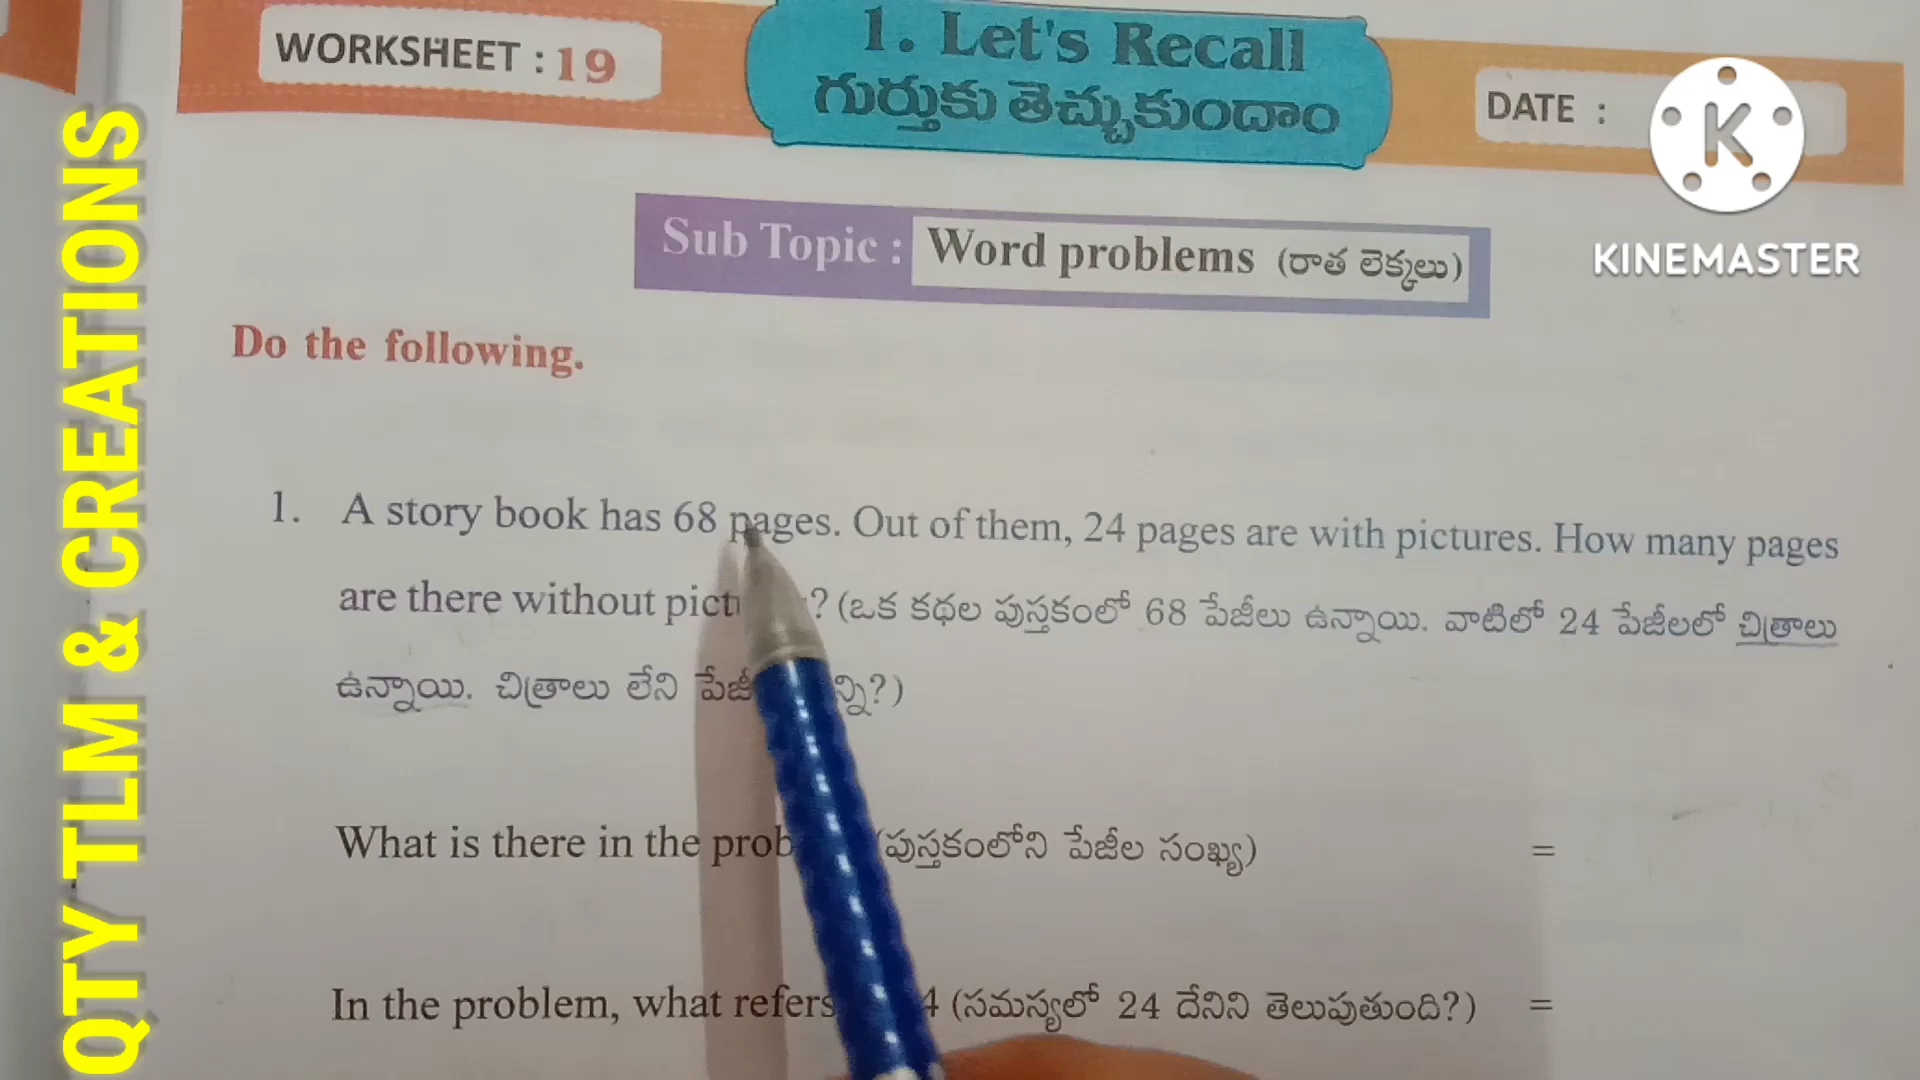 WORKSHEET : 19
1. Let's Recall
గుర్తుకు తెచ్చుకుందాం
DATE :
K
KINEMASTER
Sub Topic : Word problems (రాత లెక్కలు)
Do the following.
1. A story book has 68 pages. Out of them, 24 pages are with pictures. How many pages
are there without ? (ఒక కథల పుస్తకంలో 68 పేజీలు ఉన్నాయి. వాటిలో 24 పేజీలలో చిత్రాలు
ఉన్నాయి. చిత్రాలు లేని ?)
What is there in the (పుస్తకంలోని పేజీల సంఖ్య) =
In the problem, what refers 4 (సమస్యలో 24 దేనిని తెలుపుతుంది?) =
QTY TLM & CREATIONS